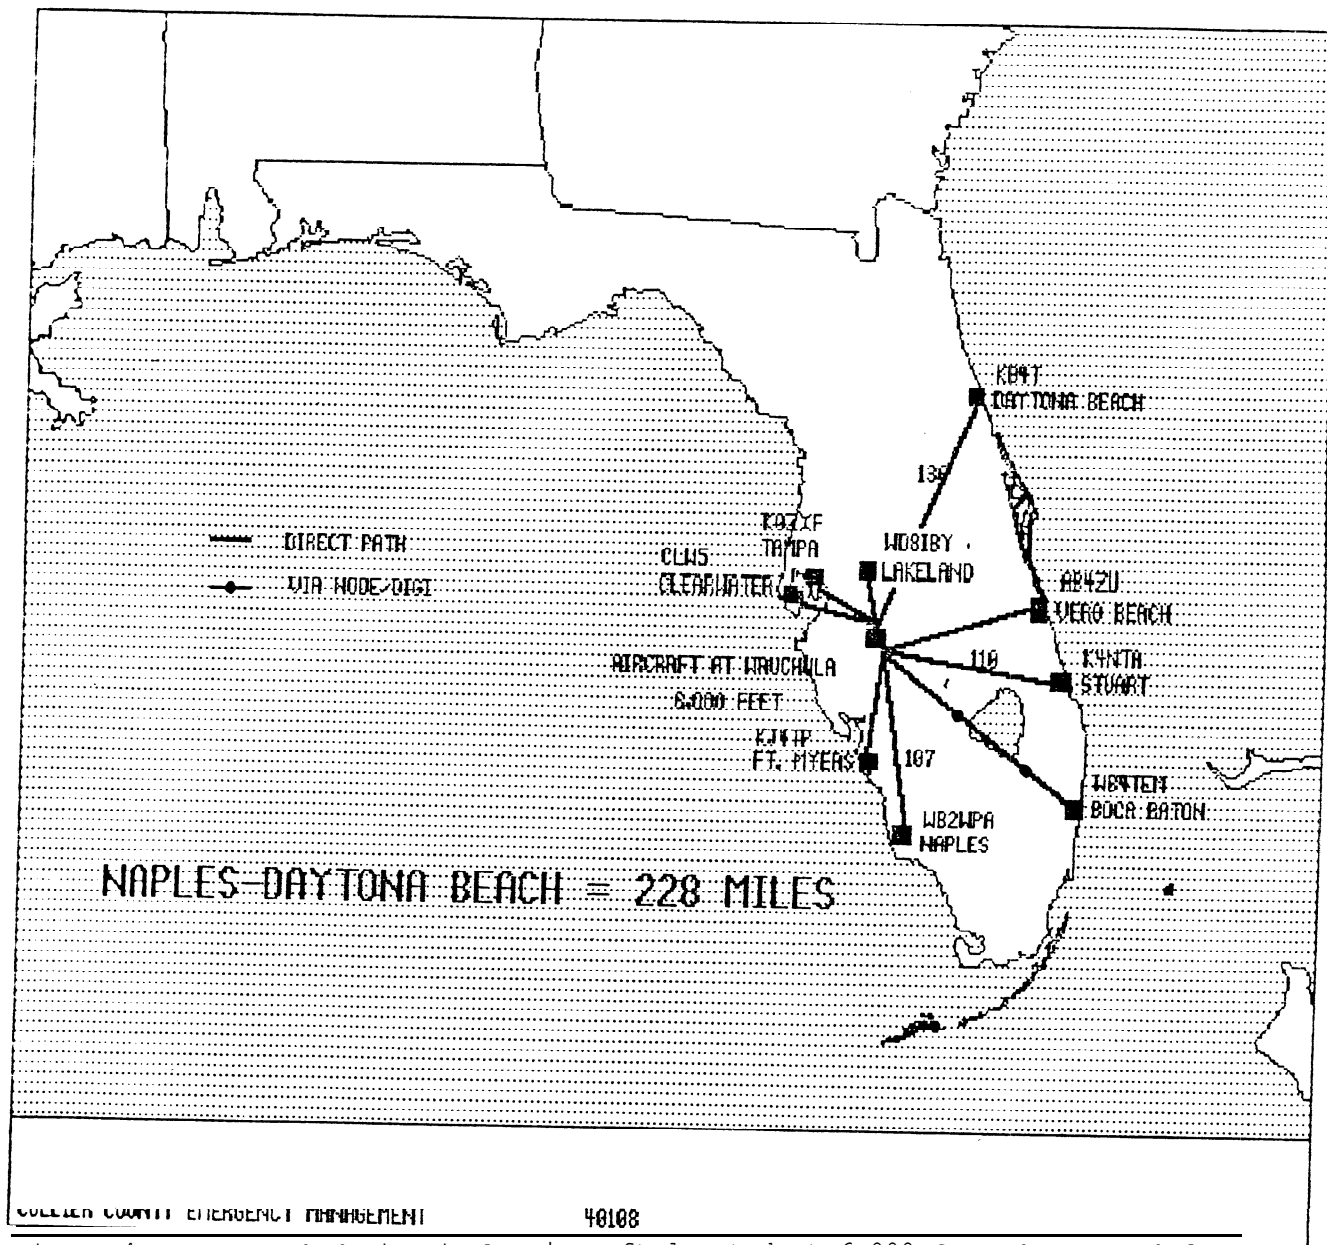 KB4T
DAYTONA BEACH
TAMPA
WD8IBY
LAKELAND
CLW5
CLEARWATER
DIRECT PATH
VIA NODE/DIGI
AB4ZU
VERO BEACH
110
K4NTA
STUART
AIRCRAFT AT WAUCHULA
6,000 FEET
FT. MYERS
107
WB4TEM
BOCA RATON
WB2WPA
NAPLES
NAPLES-DAYTONA BEACH = 228 MILES
COLLIER COUNTY EMERGENCY MANAGEMENT
40108